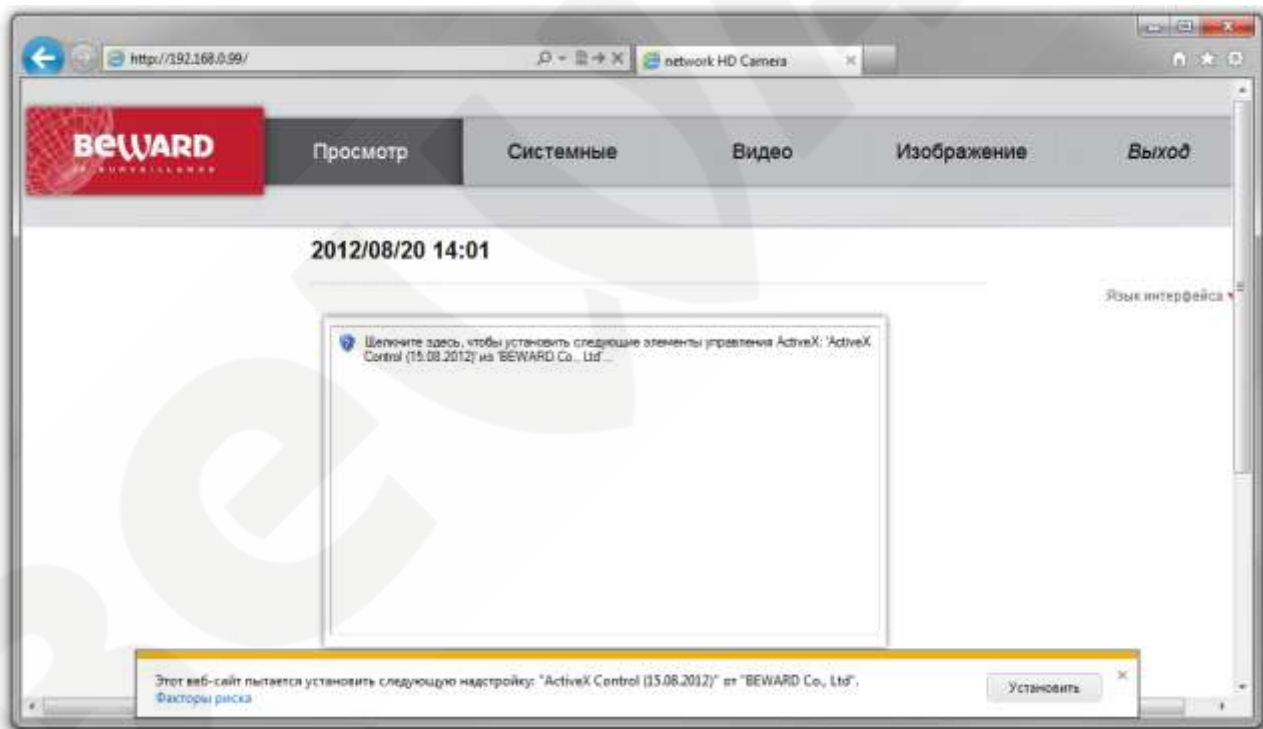 http://192.168.0.99/
network HD Camera
BEWARD
IP SURVEILLANCE
Просмотр
Системные
Видео
Изображение
Выход
2012/08/20 14:01
Язык интерфейса
Щелкните здесь, чтобы установить следующие элементы управления ActiveX: 'ActiveX
Control (15.08.2012)' из 'BEWARD Co., Ltd'...
Этот веб-сайт пытается установить следующую надстройку: "ActiveX Control (15.08.2012)" от "BEWARD Co., Ltd".
Установить
Факторы риска